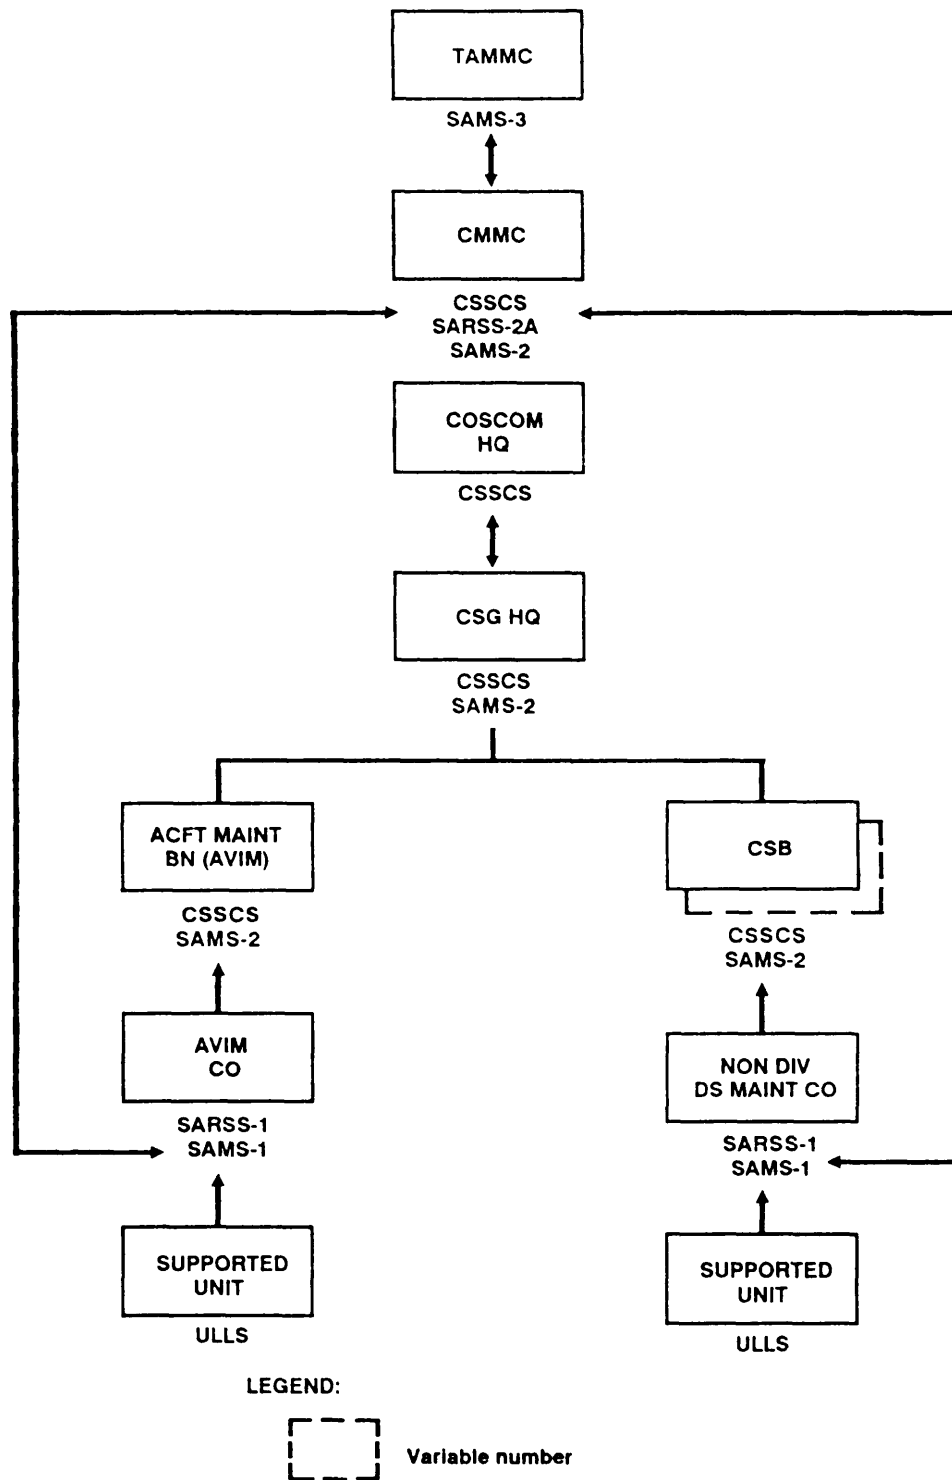 TAMMC
SAMS-3
CMMC
CSSCS
SARSS-2A
SAMS-2
COSCOM
HQ
CSSCS
CSG HQ
CSSCS
SAMS-2
ACFT MAINT
BN (AVIM)
CSSCS
SAMS-2
AVIM
CO
SARSS-1
SAMS-1
SUPPORTED
UNIT
ULLS
CSB
CSSCS
SAMS-2
NON DIV
DS MAINT CO
SARSS-1
SAMS-1
SUPPORTED
UNIT
ULLS
LEGEND:
Variable number